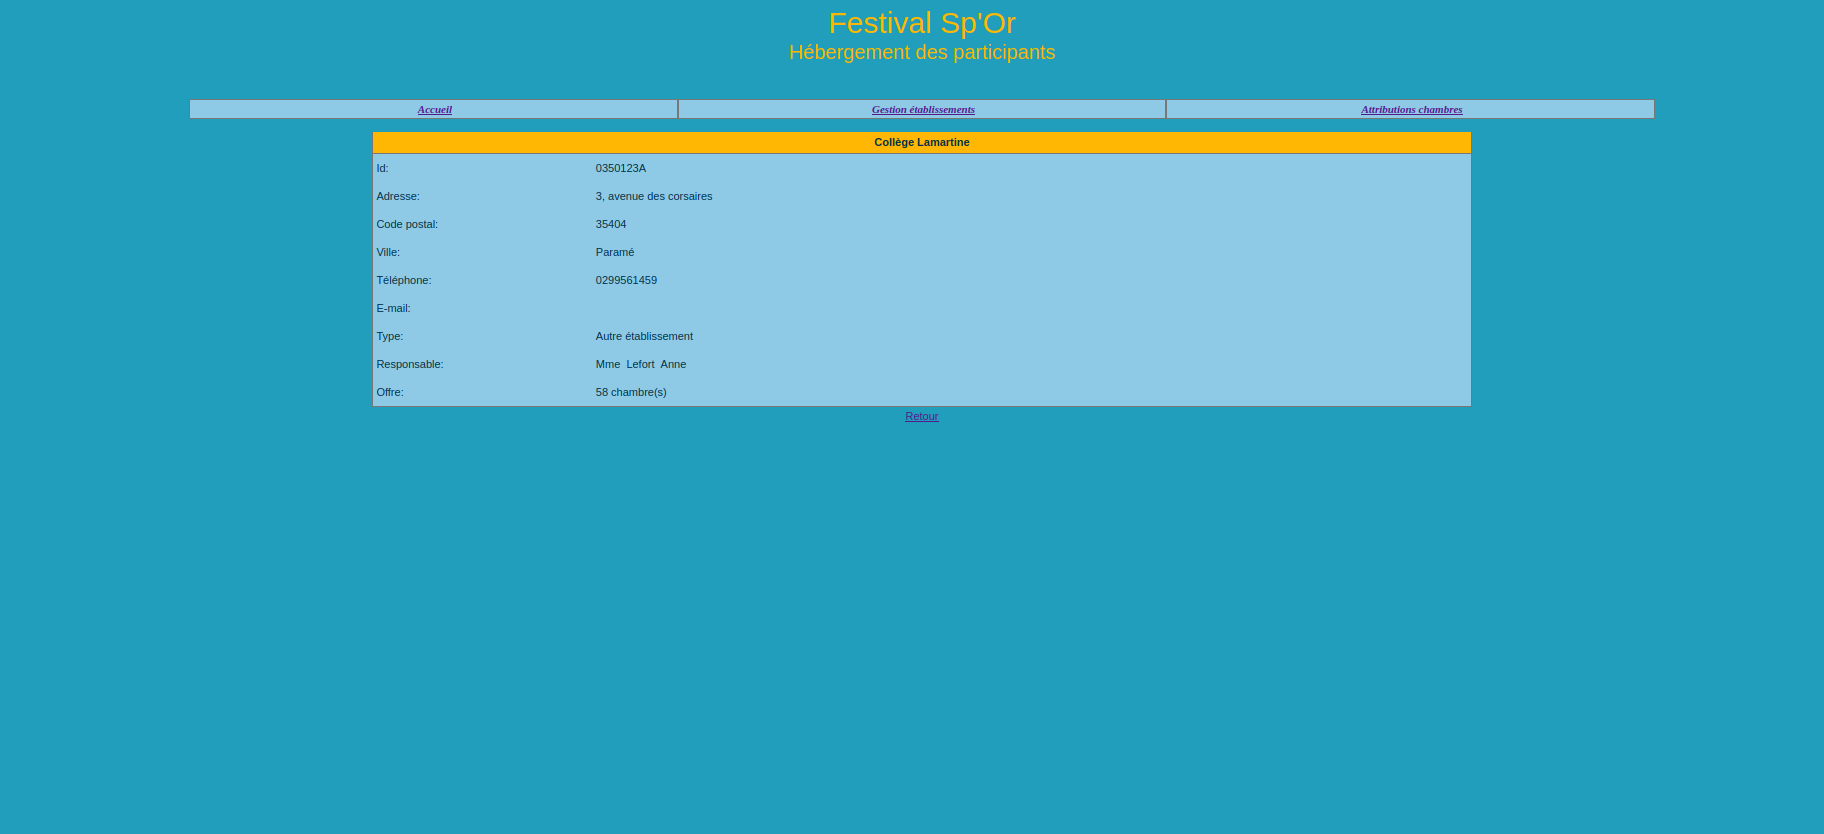 Festival Sp'Or
Hébergement des participants
Accueil Gestion établissements Attributions chambres
Collège Lamartine
Id: 0350123A
Adresse: 3, avenue des corsaires
Code postal: 35404
Ville: Paramé
Téléphone: 0299561459
E-mail:
Type: Autre établissement
Responsable: Mme  Lefort  Anne
Offre: 58 chambre(s)
Retour